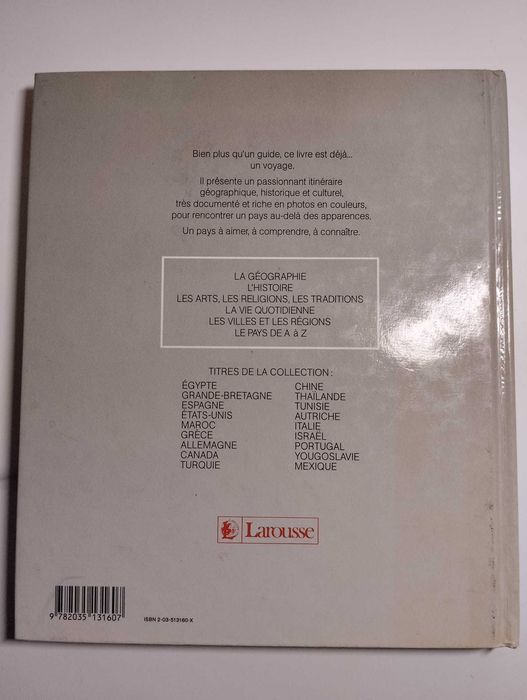 Bien plus qu'un guide, ce livre est déjà...
un voyage.
Il présente un passionnant itinéraire
géographique, historique et culturel,
très documenté et riche en photos en couleurs,
pour rencontrer un pays au-delà des apparences.
Un pays à aimer, à comprendre, à connaître.
LA GÉOGRAPHIE
L'HISTOIRE
LES ARTS, LES RELIGIONS, LES TRADITIONS
LA VIE QUOTIDIENNE
LES VILLES ET LES RÉGIONS
LE PAYS DE A à Z
TITRES DE LA COLLECTION :
ÉGYPTE
GRANDE-BRETAGNE
ESPAGNE
ÉTATS-UNIS
MAROC
GRÈCE
ALLEMAGNE
CANADA
TURQUIE
CHINE
THAÏLANDE
TUNISIE
AUTRICHE
ITALIE
ISRAËL
PORTUGAL
YOUGOSLAVIE
MEXIQUE
Larousse
9 782035 131607
ISBN 2-03-513160-X